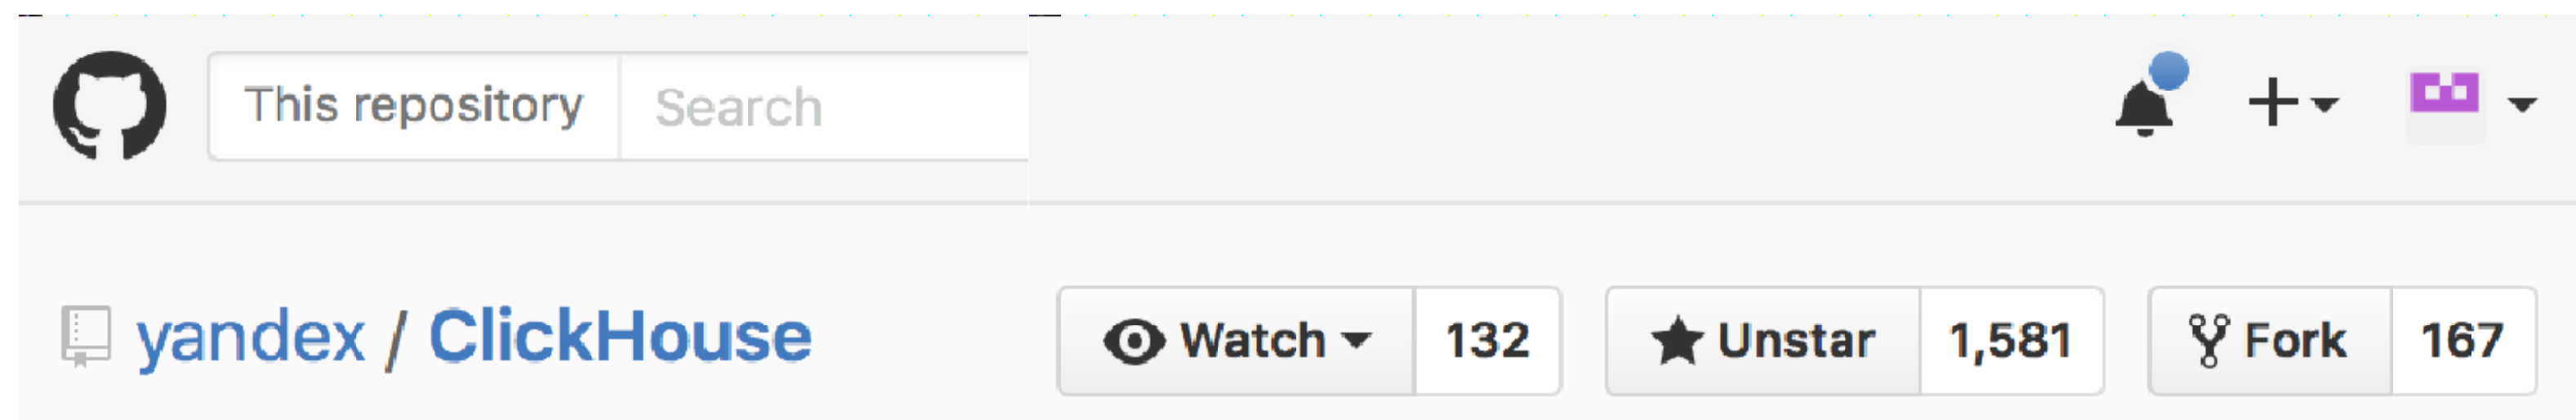 This repository Search
yandex / ClickHouse Watch 132 Unstar 1,581 Fork 167